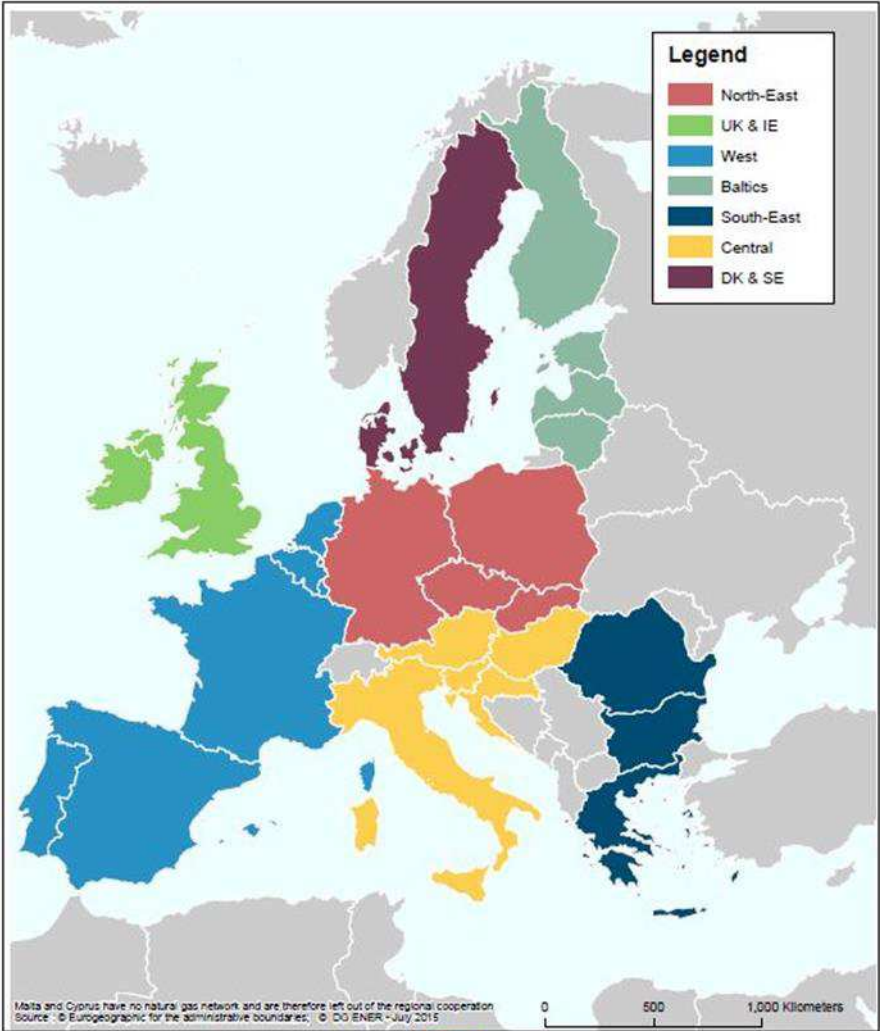 Legend
North-East
UK & IE
West
Baltics
South-East
Central
DK & SE
Malta and Cyprus have no natural gas network and are therefore left out of the regional cooperation
Source : © Eurogeographic for the administrative boundaries; © DG ENER - July 2015
0 500 1,000 Kilometers